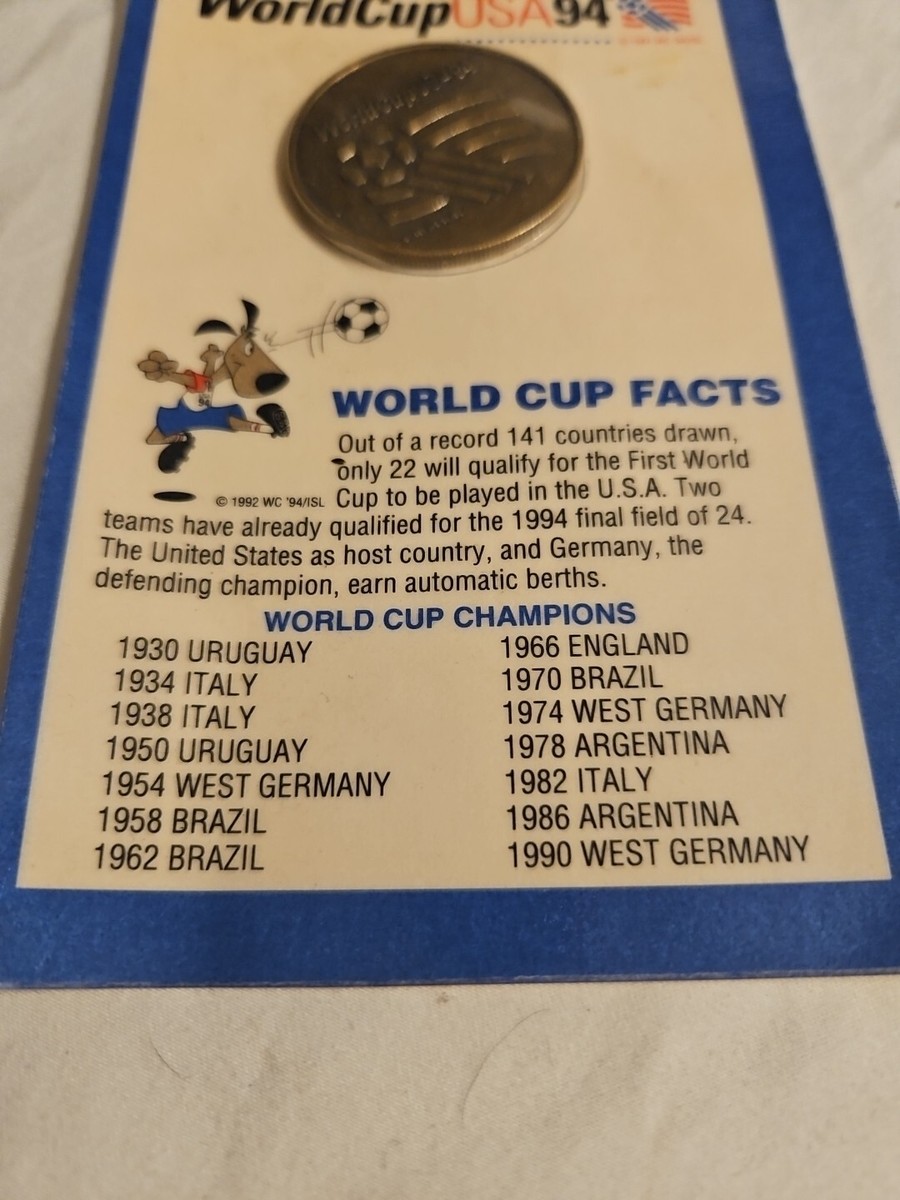 WorldCupUSA94
WorldCupUSA94
WORLD CUP FACTS
Out of a record 141 countries drawn,
only 22 will qualify for the First World
© 1992 WC '94/ISL Cup to be played in the U.S.A. Two
teams have already qualified for the 1994 final field of 24.
The United States as host country, and Germany, the
defending champion, earn automatic berths.
WORLD CUP CHAMPIONS
1930 URUGUAY
1934 ITALY
1938 ITALY
1950 URUGUAY
1954 WEST GERMANY
1958 BRAZIL
1962 BRAZIL
1966 ENGLAND
1970 BRAZIL
1974 WEST GERMANY
1978 ARGENTINA
1982 ITALY
1986 ARGENTINA
1990 WEST GERMANY